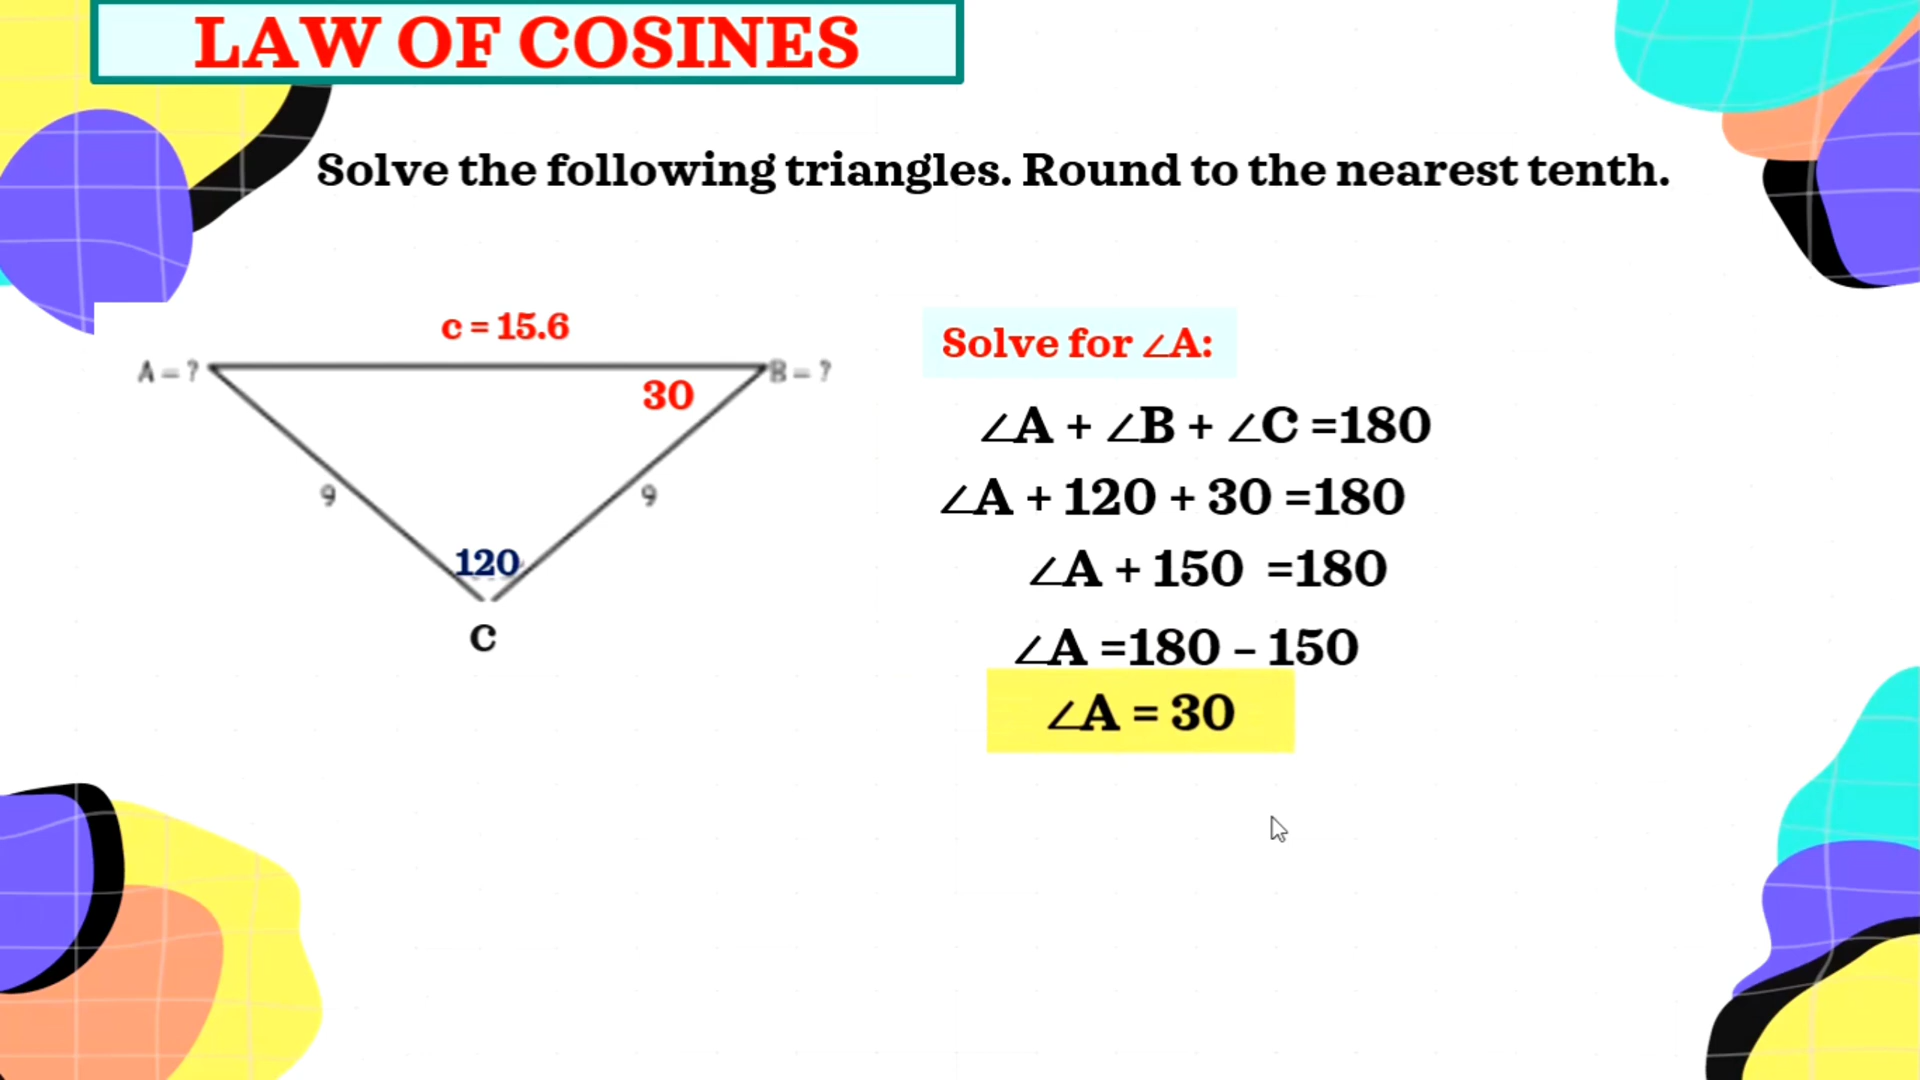 LAW OF COSINES
Solve the following triangles. Round to the nearest tenth.
c = 15.6
A = ?
B = ?
30
9
9
120
C
Solve for ∠A:
∠A + ∠B + ∠C =180
∠A + 120 + 30 =180
∠A + 150 =180
∠A =180 – 150
∠A = 30